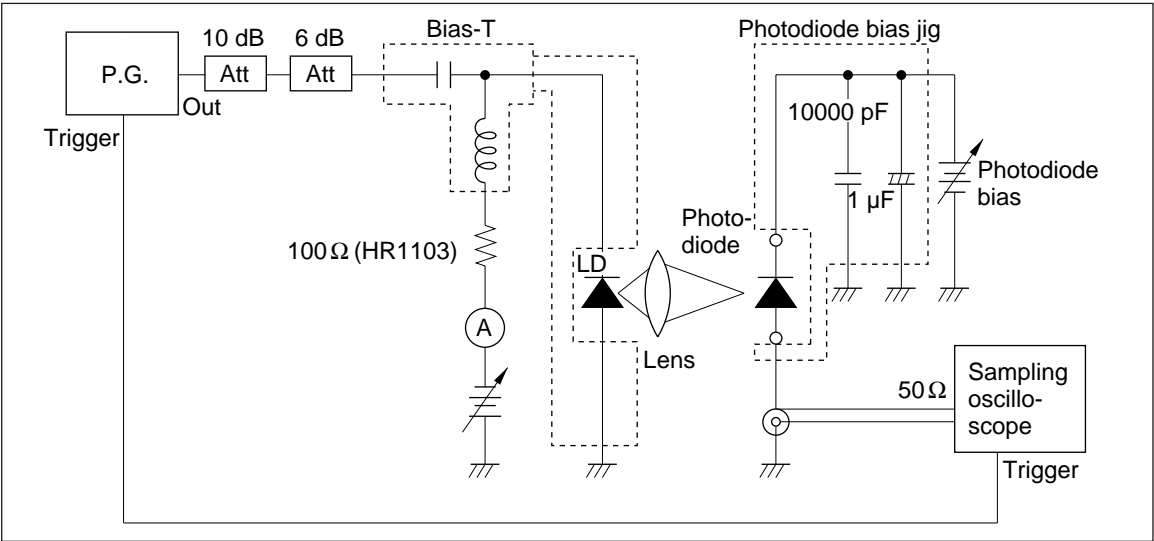 10 dB
6 dB
Bias-T
Photodiode bias jig
P.G.
Att
Att
Out
Trigger
10000 pF
1 µF
Photodiode
bias
Photo-
diode
100 Ω (HR1103)
LD
A
Lens
50 Ω
Sampling
oscillo-
scope
Trigger